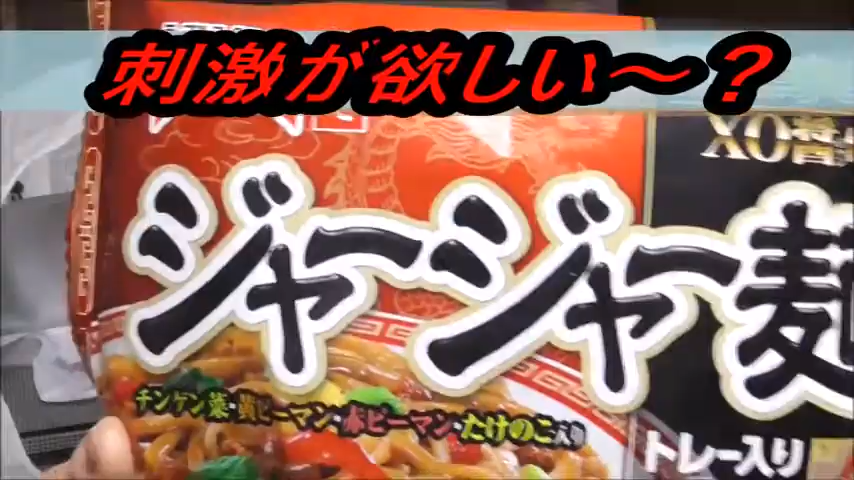 刺激が欲しい～？
XO醤
ジャージャー麺
チンゲン菜・黄ピーマン・赤ピーマン・たけのこ入り
トレー入り